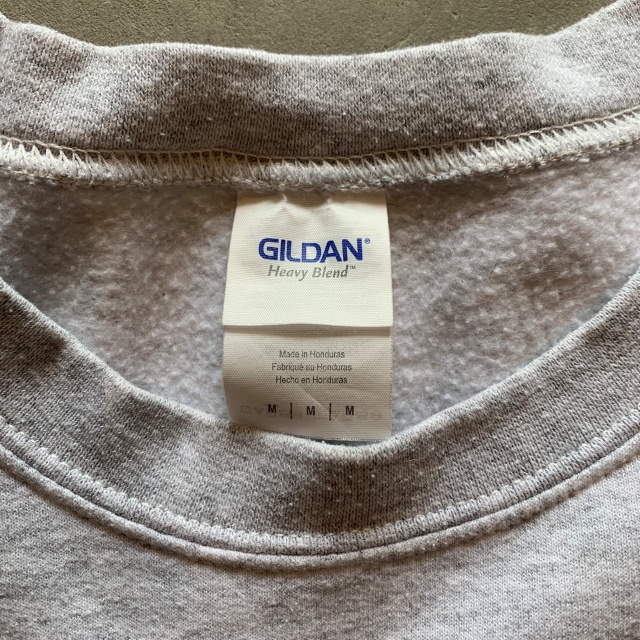 GILDAN®
Heavy Blend™
Made in Honduras
Fabriqué au Honduras
Hecho en Honduras
M | M | M